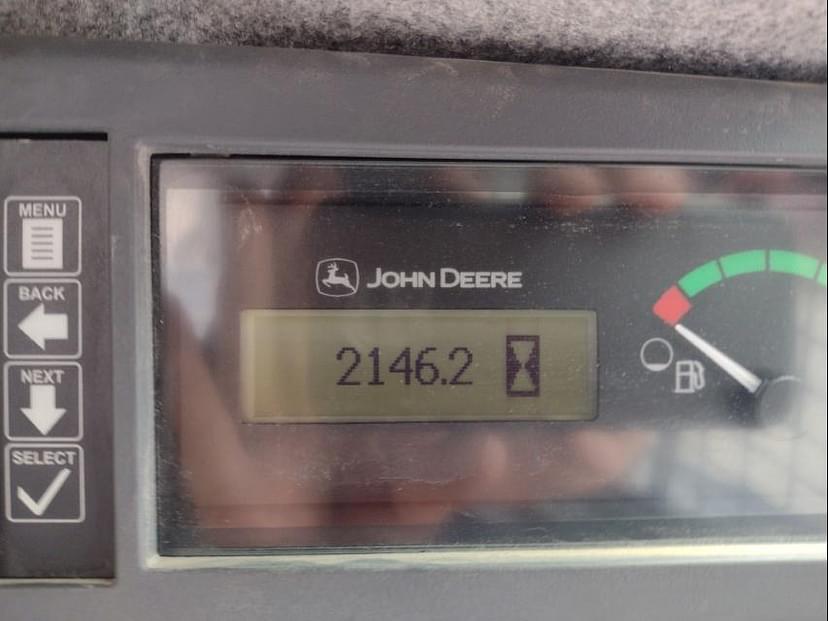 MENU
BACK
NEXT
SELECT
JOHN DEERE
2146.2